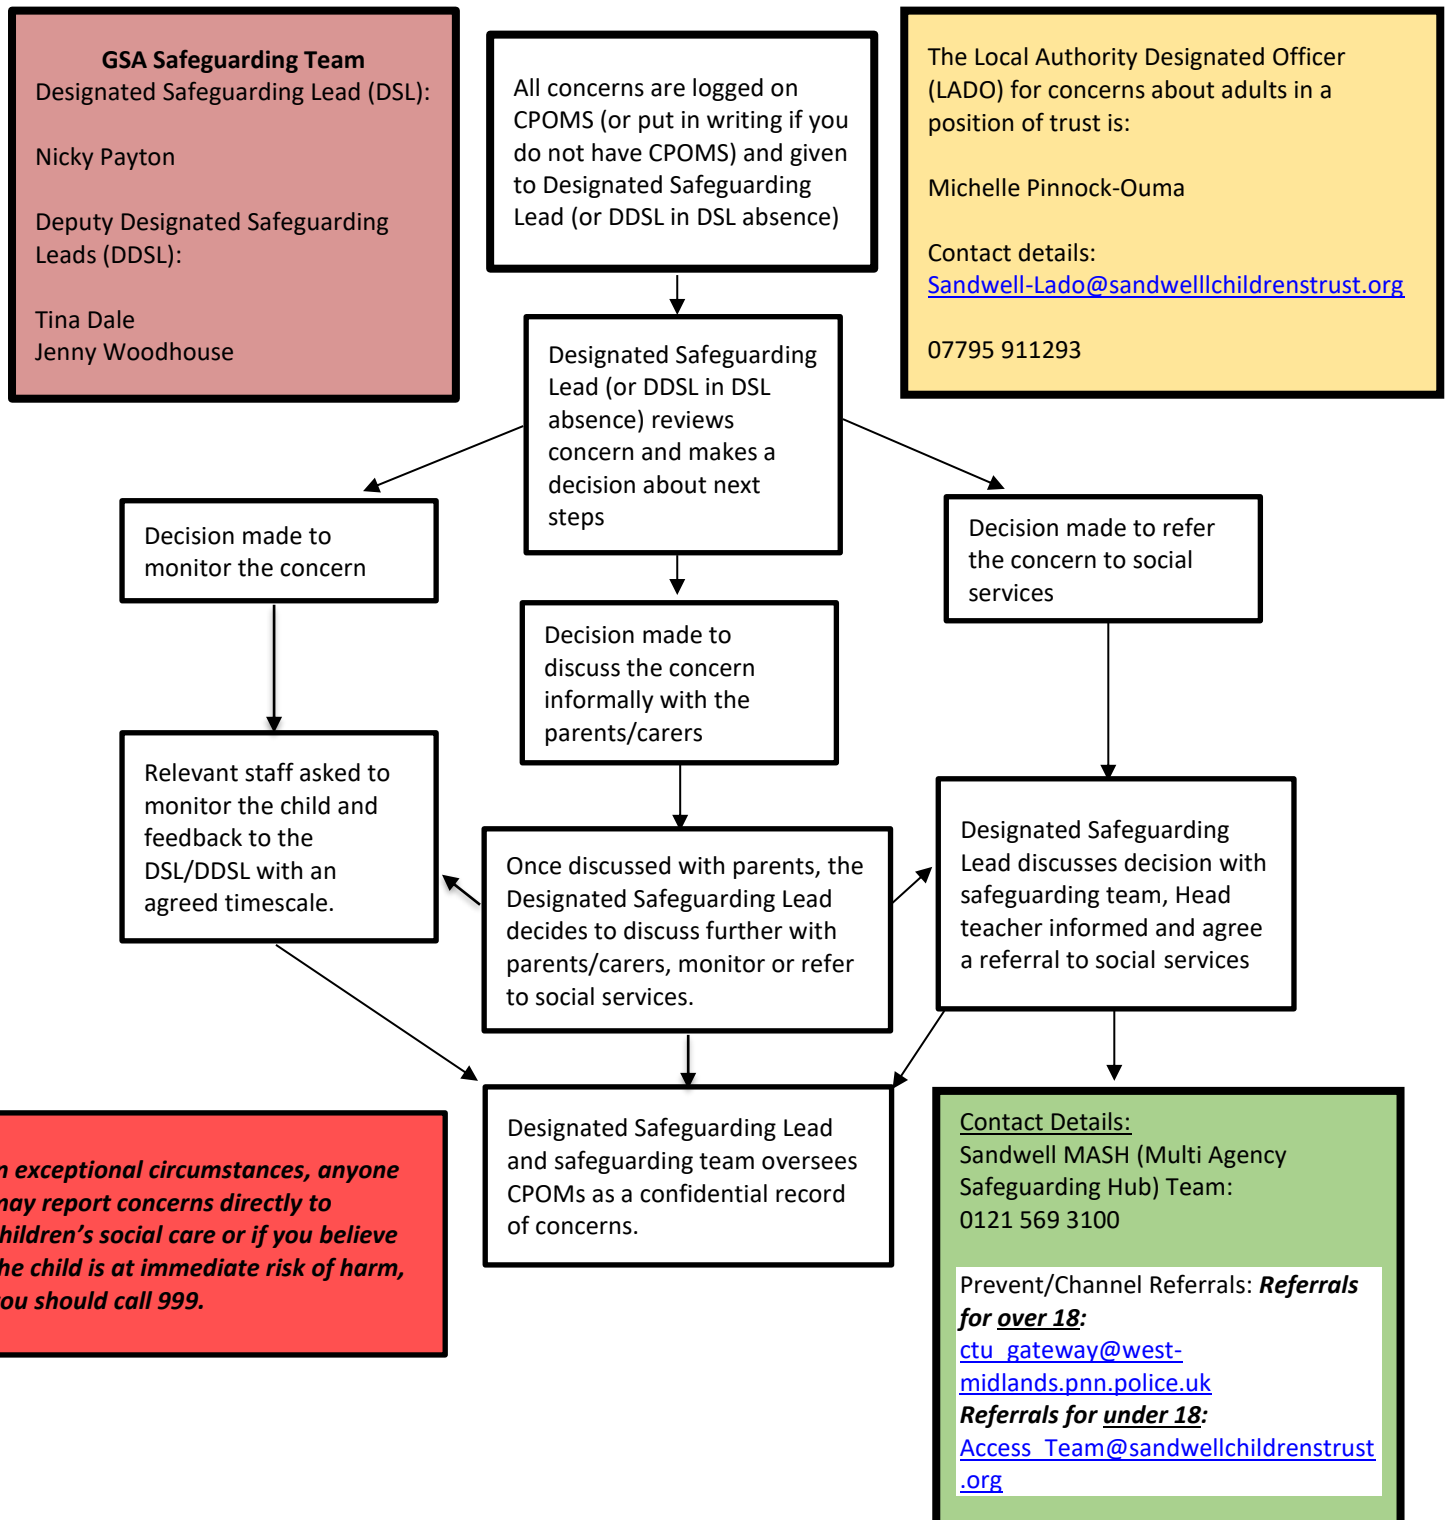 GSA Safeguarding Team
Designated Safeguarding Lead (DSL):
Nicky Payton
Deputy Designated Safeguarding
Leads (DDSL):
Tina Dale
Jenny Woodhouse
All concerns are logged on
CPOMS (or put in writing if you
do not have CPOMS) and given
to Designated Safeguarding
Lead (or DDSL in DSL absence)
The Local Authority Designated Officer
(LADO) for concerns about adults in a
position of trust is:
Michelle Pinnock-Ouma
Contact details:
Sandwell-Lado@sandwelllchildrenstrust.org
07795 911293
Designated Safeguarding
Lead (or DDSL in DSL
absence) reviews
concern and makes a
decision about next
steps
Decision made to
monitor the concern
Decision made to
discuss the concern
informally with the
parents/carers
Decision made to refer
the concern to social
services
Relevant staff asked to
monitor the child and
feedback to the
DSL/DDSL with an
agreed timescale.
Once discussed with parents, the
Designated Safeguarding Lead
decides to discuss further with
parents/carers, monitor or refer
to social services.
Designated Safeguarding
Lead discusses decision with
safeguarding team, Head
teacher informed and agree
a referral to social services
n exceptional circumstances, anyone
may report concerns directly to
hildren's social care or if you believe
he child is at immediate risk of harm,
ou should call 999.
Designated Safeguarding Lead
and safeguarding team oversees
CPOMs as a confidential record
of concerns.
Contact Details:
Sandwell MASH (Multi Agency
Safeguarding Hub) Team:
0121 569 3100
Prevent/Channel Referrals: Referrals
for over 18:
ctu_gateway@west-
midlands.pnn.police.uk
Referrals for under 18:
Access_Team@sandwellchildrenstrust
.org